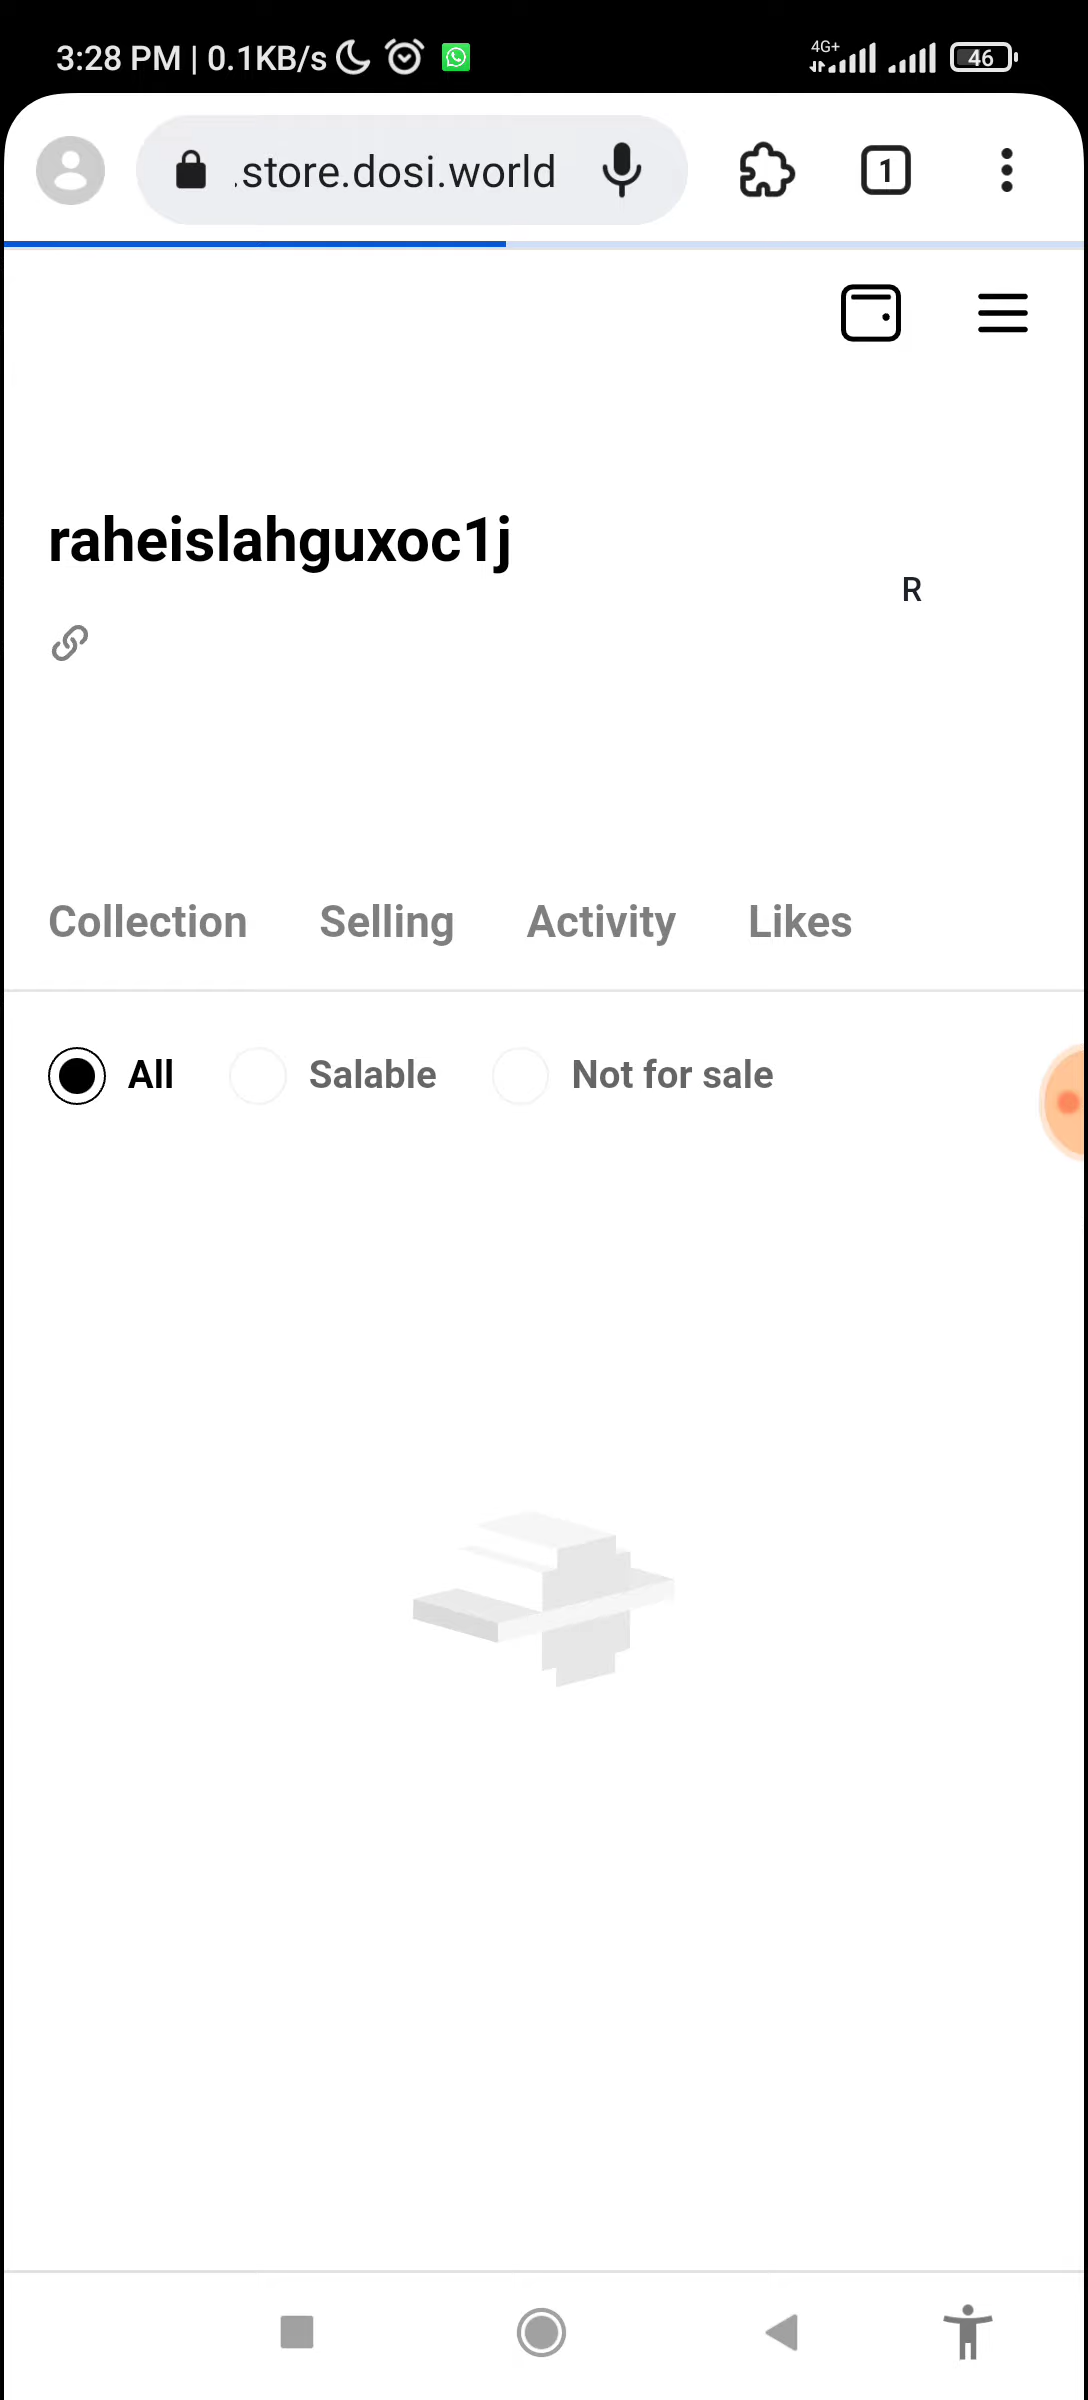 3:28 PM | 0.1KB/s 4G+ 46
.store.dosi.world 1
raheislahguxoc1j
R
Collection Selling Activity Likes
All Salable Not for sale